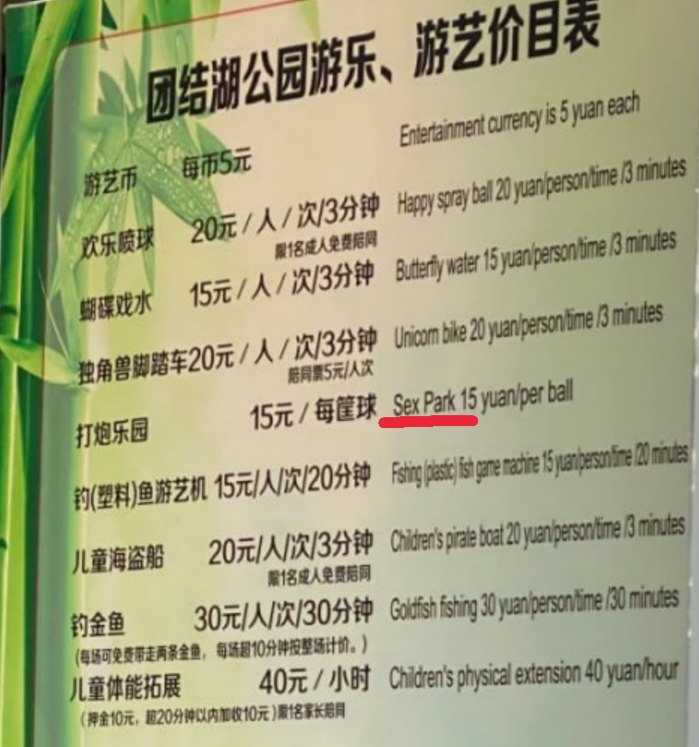 团结湖公园游乐、游艺价目表
游艺币 每币5元 Entertainment currency is 5 yuan each
欢乐喷球 20元 / 人 / 次/3分钟 Happy spray ball 20 yuan/person/time /3 minutes
限1名成人免费陪同
蝴蝶戏水 15元 / 人 / 次/3分钟 Butterfly water 15 yuan/person/time /3 minutes
独角兽脚踏车20元 / 人 / 次/3分钟 Unicorn bike 20 yuan/person/time /3 minutes
陪同票5元/人次
打炮乐园 15元 / 每筐球 Sex Park 15 yuan/per ball
钓(塑料)鱼游艺机 15元/人/次/20分钟 Fishing (plastic) fish game machine 15 yuan/person/time /20 minutes
儿童海盗船 20元/人/次/3分钟 Children's pirate boat 20 yuan/person/time /3 minutes
限1名成人免费陪同
钓金鱼 30元/人/次/30分钟 Goldfish fishing 30 yuan/person/time /30 minutes
(每场可免费带走两条金鱼，每场超10分钟按整场计价。)
儿童体能拓展 40元 / 小时 Children's physical extension 40 yuan/hour
(押金10元，超20分钟以内加收10元)限1名家长陪同